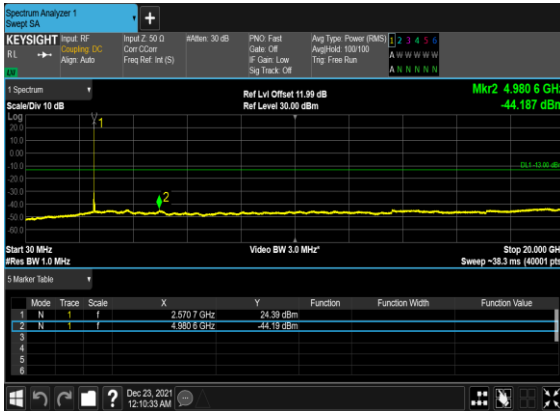 Spectrum Analyzer 1
Swept SA
+
KEYSIGHT Input: RF Input Z: 50 Ω #Atten: 30 dB PNO: Fast Avg Type: Power (RMS) 1 2 3 4 5 6
RL Coupling: DC Corr CCorr Gate: Off Avg|Hold: 100/100 A W W W W W
Align: Auto Freq Ref: Int (S) IF Gain: Low Trig: Free Run
Sig Track: Off A N N N N N
1 Spectrum Ref Lvl Offset 11.99 dB Mkr2 4.980 6 GHz
Scale/Div 10 dB Ref Level 30.00 dBm -44.187 dBm
Log
1
20.0
10.0
0.00
-10.0 DL1 -13.00 dBm
-20.0
-30.0
2
-40.0
-50.0
-60.0
Start 30 MHz Video BW 3.0 MHz* Stop 20.000 GH
#Res BW 1.0 MHz Sweep ~38.3 ms (40001 pts
5 Marker Table
Mode Trace Scale X Y Function Function Width Function Value
1 N 1 f 2.570 7 GHz 24.39 dBm
2 N 1 f 4.980 6 GHz -44.19 dBm
3
4
5
6
? Dec 23, 2021
12:10:33 AM